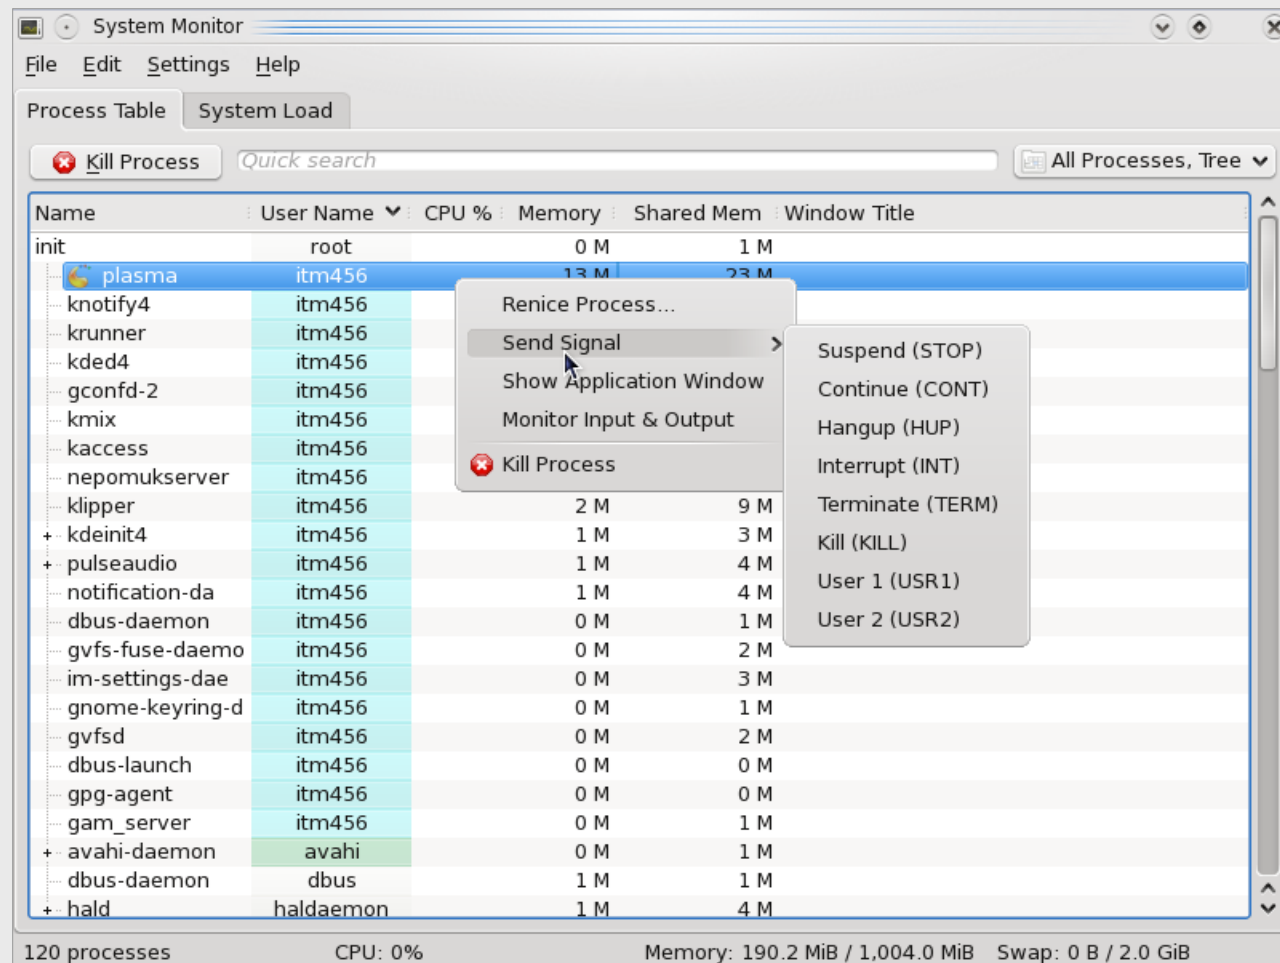 System Monitor
File Edit Settings Help
Process Table System Load
Kill Process Quick search All Processes, Tree
Name User Name CPU % Memory Shared Mem Window Title
init root 0 M 1 M
plasma itm456 13 M 23 M
knotify4 itm456 Renice Process...
krunner itm456
Send Signal
kded4 itm456 Suspend (STOP)
Show Application Window
gconfd-2 itm456 Continue (CONT)
kmix itm456 Monitor Input & Output
Hangup (HUP)
kaccess itm456
Kill Process Interrupt (INT)
nepomukserver itm456
klipper itm456 2 M 9 M Terminate (TERM)
kdeinit4 itm456 1 M 3 M Kill (KILL)
pulseaudio itm456 1 M 4 M
User 1 (USR1)
notification-da itm456 1 M 4 M
dbus-daemon itm456 0 M 1 M User 2 (USR2)
gvfs-fuse-daemo itm456 0 M 2 M
im-settings-dae itm456 0 M 3 M
gnome-keyring-d itm456 0 M 1 M
gvfsd itm456 0 M 2 M
dbus-launch itm456 0 M 0 M
gpg-agent itm456 0 M 0 M
gam_server itm456 0 M 1 M
avahi-daemon avahi 0 M 1 M
dbus-daemon dbus 1 M 1 M
hald haldaemon 1 M 4 M
120 processes CPU: 0% Memory: 190.2 MiB / 1,004.0 MiB Swap: 0 B / 2.0 GiB